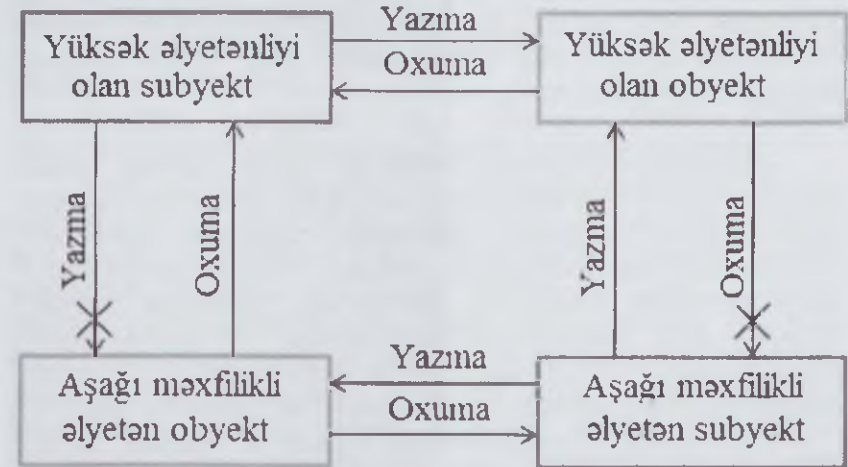 Yüksək əlyetənliyi
olan subyekt
Yazma
Oxuma
Yüksək əlyetənliyi
olan obyekt
Yazma
Oxuma
Yazma
Oxuma
Aşağı məxfilikli
əlyetən obyekt
Yazma
Oxuma
Aşağı məxfilikli
əlyetən subyekt